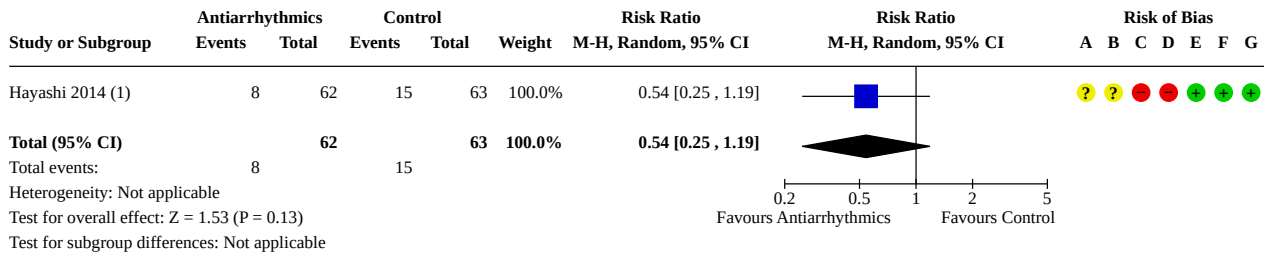 Antiarrhythmics Control Risk Ratio Risk Ratio Risk of Bias
Study or Subgroup Events Total Events Total Weight M-H, Random, 95% CI M-H, Random, 95% CI A B C D E F G
Hayashi 2014 (1) 8 62 15 63 100.0% 0.54 [0.25 , 1.19] ? ? − − + + +
Total (95% CI) 62 63 100.0% 0.54 [0.25 , 1.19]
Total events: 8 15
Heterogeneity: Not applicable
0.2 0.5 1 2 5
Test for overall effect: Z = 1.53 (P = 0.13) Favours Antiarrhythmics Favours Control
Test for subgroup differences: Not applicable